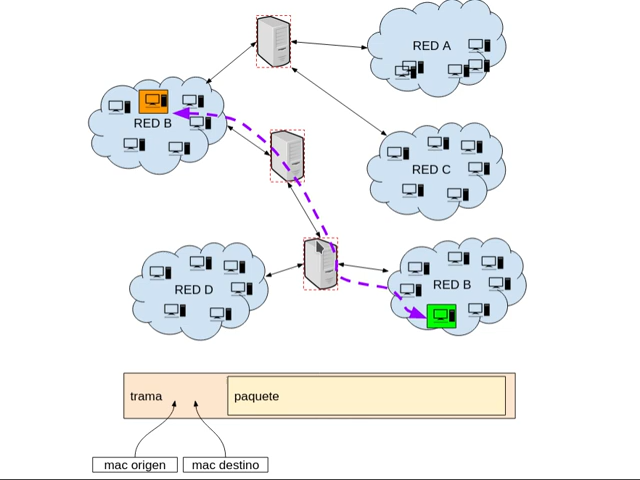 RED A
RED B
RED C
RED D
RED B
trama
paquete
mac origen
mac destino